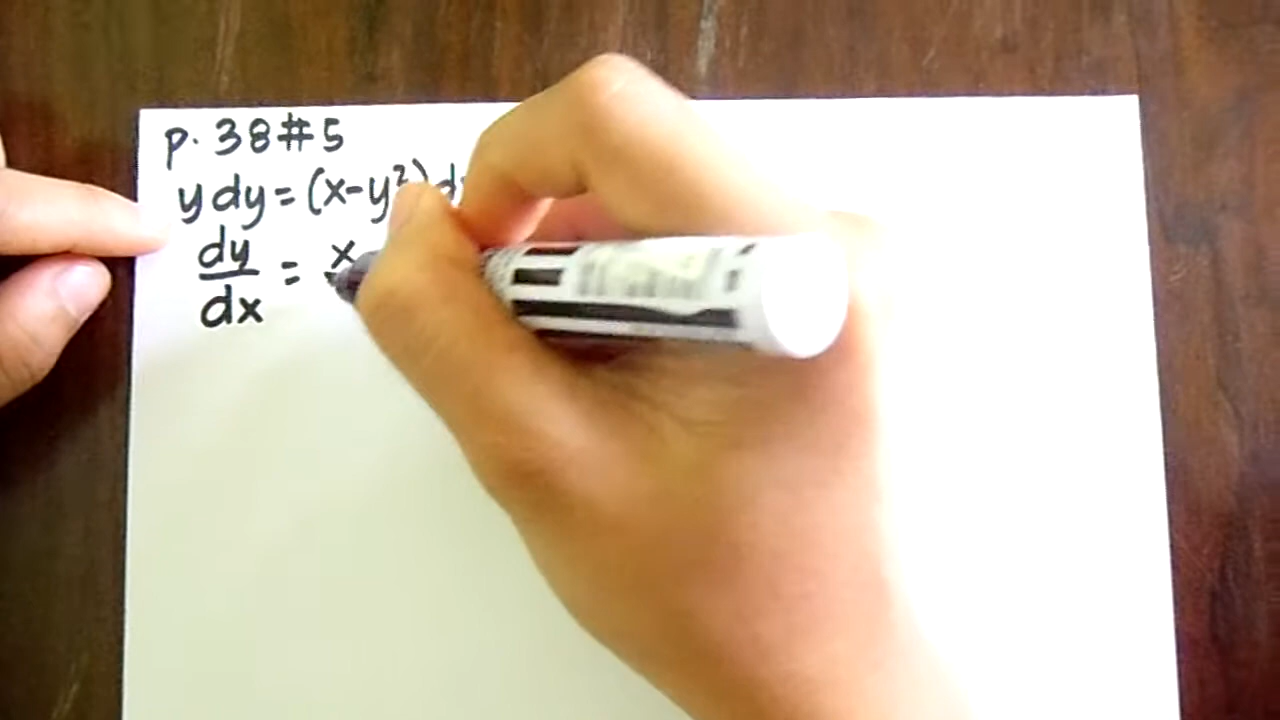 p. 38 #5
y dy = (x-y²) d
dy/dx = x